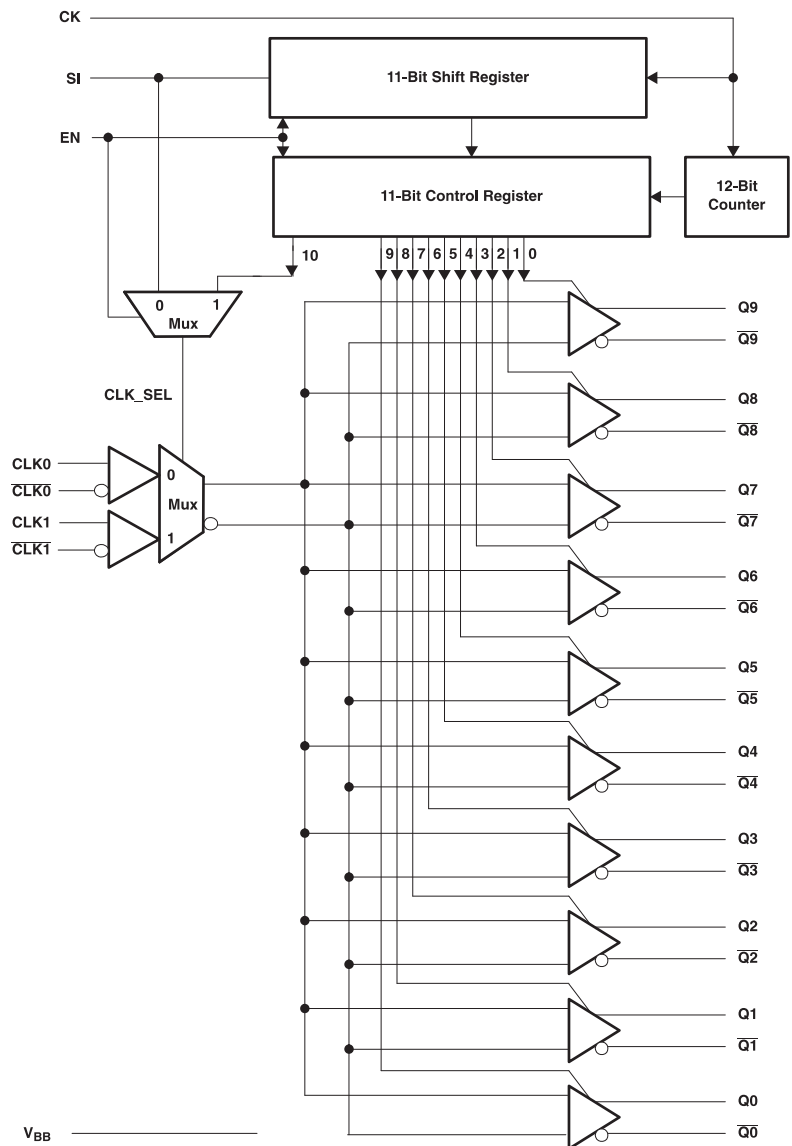 CK
11-Bit Shift Register
SI
EN
11-Bit Control Register
12-Bit
Counter
10
9 8 7 6 5 4 3 2 1 0
0 1
Mux
Q9
Q9
CLK_SEL
Q8
Q8
CLK0
0
CLK0
Mux
Q7
CLK1
Q7
1
CLK1
Q6
Q6
Q5
Q5
Q4
Q4
Q3
Q3
Q2
Q2
Q1
Q1
Q0
VBB
Q0